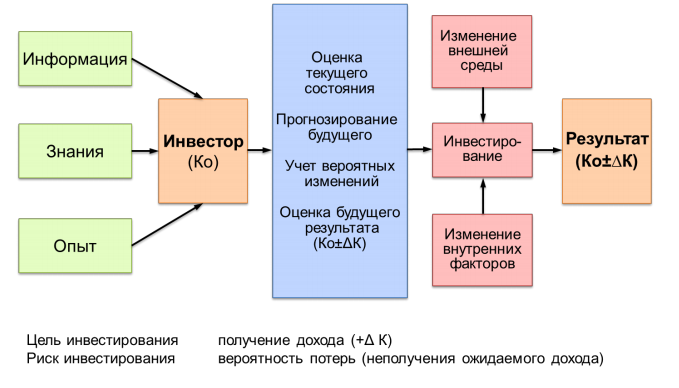 Информация
Знания
Опыт
Инвестор
(Ко)
Оценка
текущего
состояния
Прогнозирование
будущего
Учет вероятных
изменений
Оценка будущего
результата
(Ко±ΔК)
Изменение
внешней
среды
Инвестиро-
вание
Изменение
внутренних
факторов
Результат
(Ко±∆К)
Цель инвестирования получение дохода (+Δ К)
Риск инвестирования вероятность потерь (неполучения ожидаемого дохода)